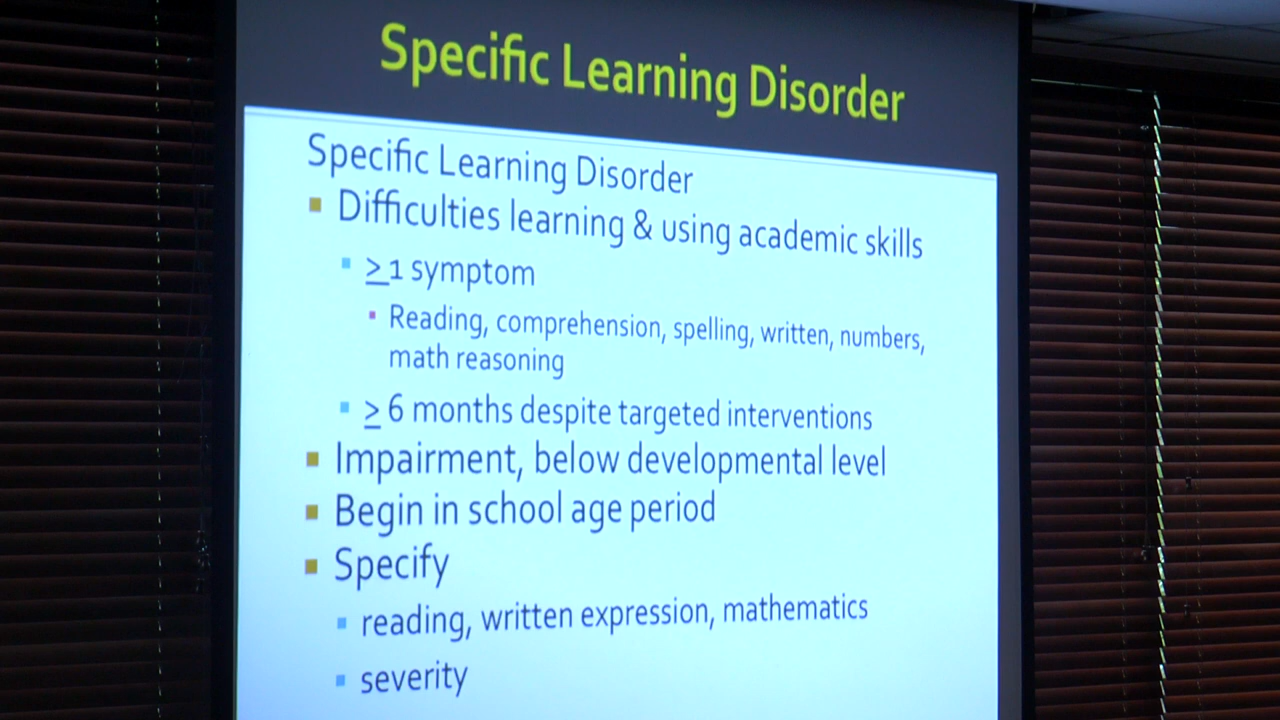 Specific Learning Disorder
Specific Learning Disorder
▪ Difficulties learning & using academic skills
▪ ≥1 symptom
▪ Reading, comprehension, spelling, written, numbers,
math reasoning
▪ ≥ 6 months despite targeted interventions
▪ Impairment, below developmental level
▪ Begin in school age period
▪ Specify
▪ reading, written expression, mathematics
▪ severity